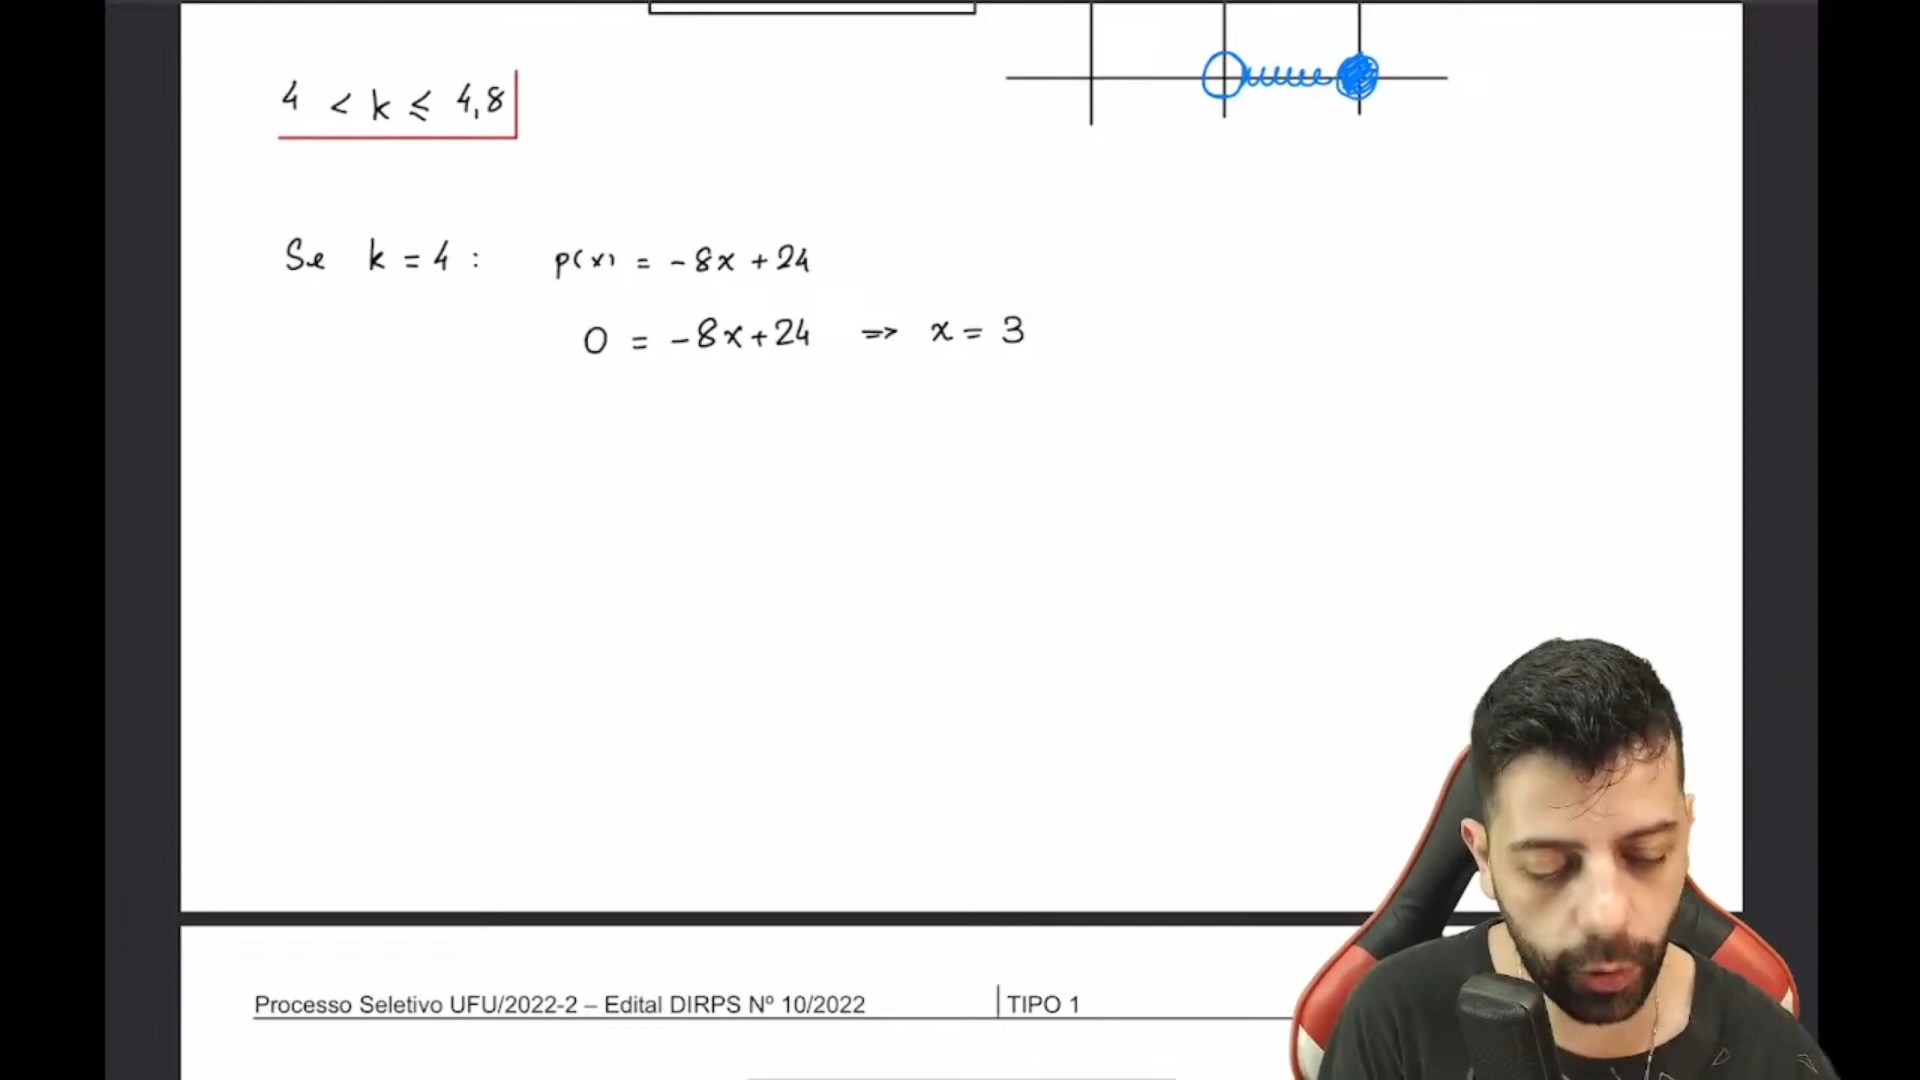 4 < k ≤ 4,8
Se k = 4 : p(x) = -8x + 24
0 = -8x + 24 => x = 3
Processo Seletivo UFU/2022-2 – Edital DIRPS Nº 10/2022 TIPO 1